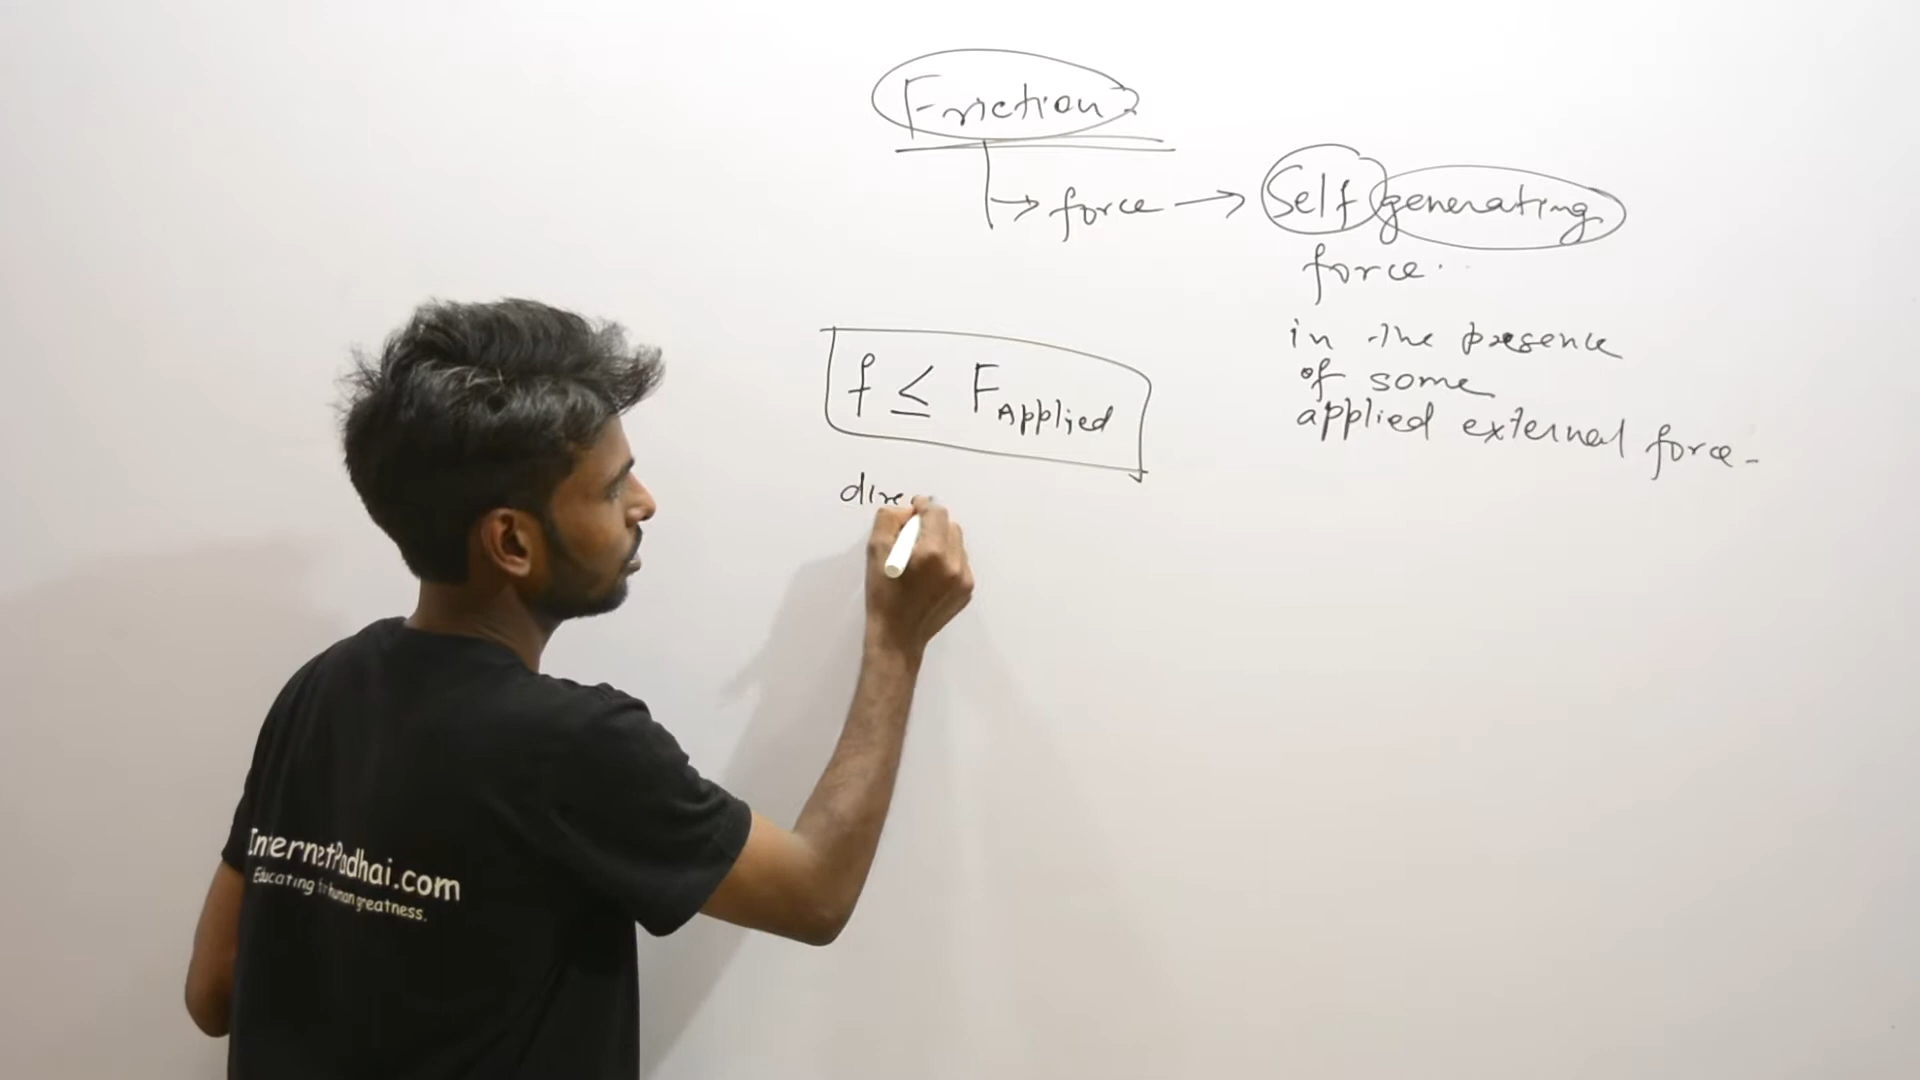 Friction
→ force → Self generating
force.
in the presence
of some
applied external force.
f ≤ F Applied
dire
InternetPadhai.com
Educating for human greatness.